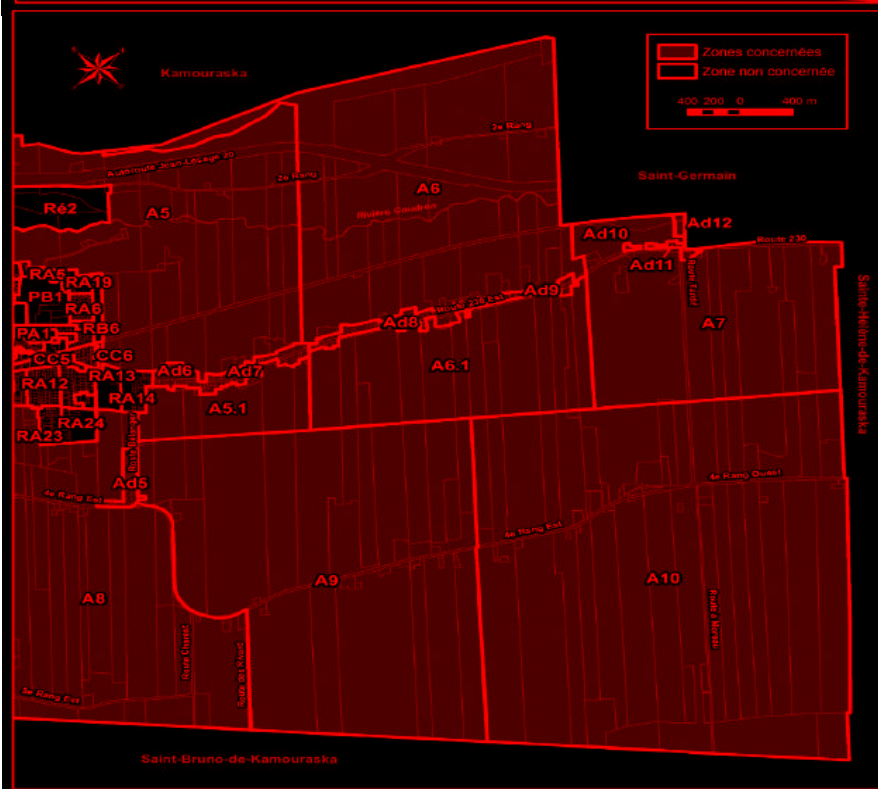 Zones concernées
Zone non concernée
400 200 0 400 m
Kamouraska
Saint-Germain
Sainte-Hélène-de-Kamouraska
Saint-Bruno-de-Kamouraska
Autoroute Jean-Lesage 20
2e Rang
2e Rang
Rivière Goudron
Ré2
A5
A6
Ad10
Ad12
Ad11
Route 230
Ad9
Route 230 Est
Ad8
A7
RA5
RA19
PB1
RA6
PA1
RB6
CC5
CC6
RA12
RA13
Ad6
Ad7
RA14
A5.1
A6.1
RA24
RA23
Route Bélanger
Ad5
4e Rang Est
4e Rang Est
4e Rang Ouest
A8
A9
A10
5e Rang Est